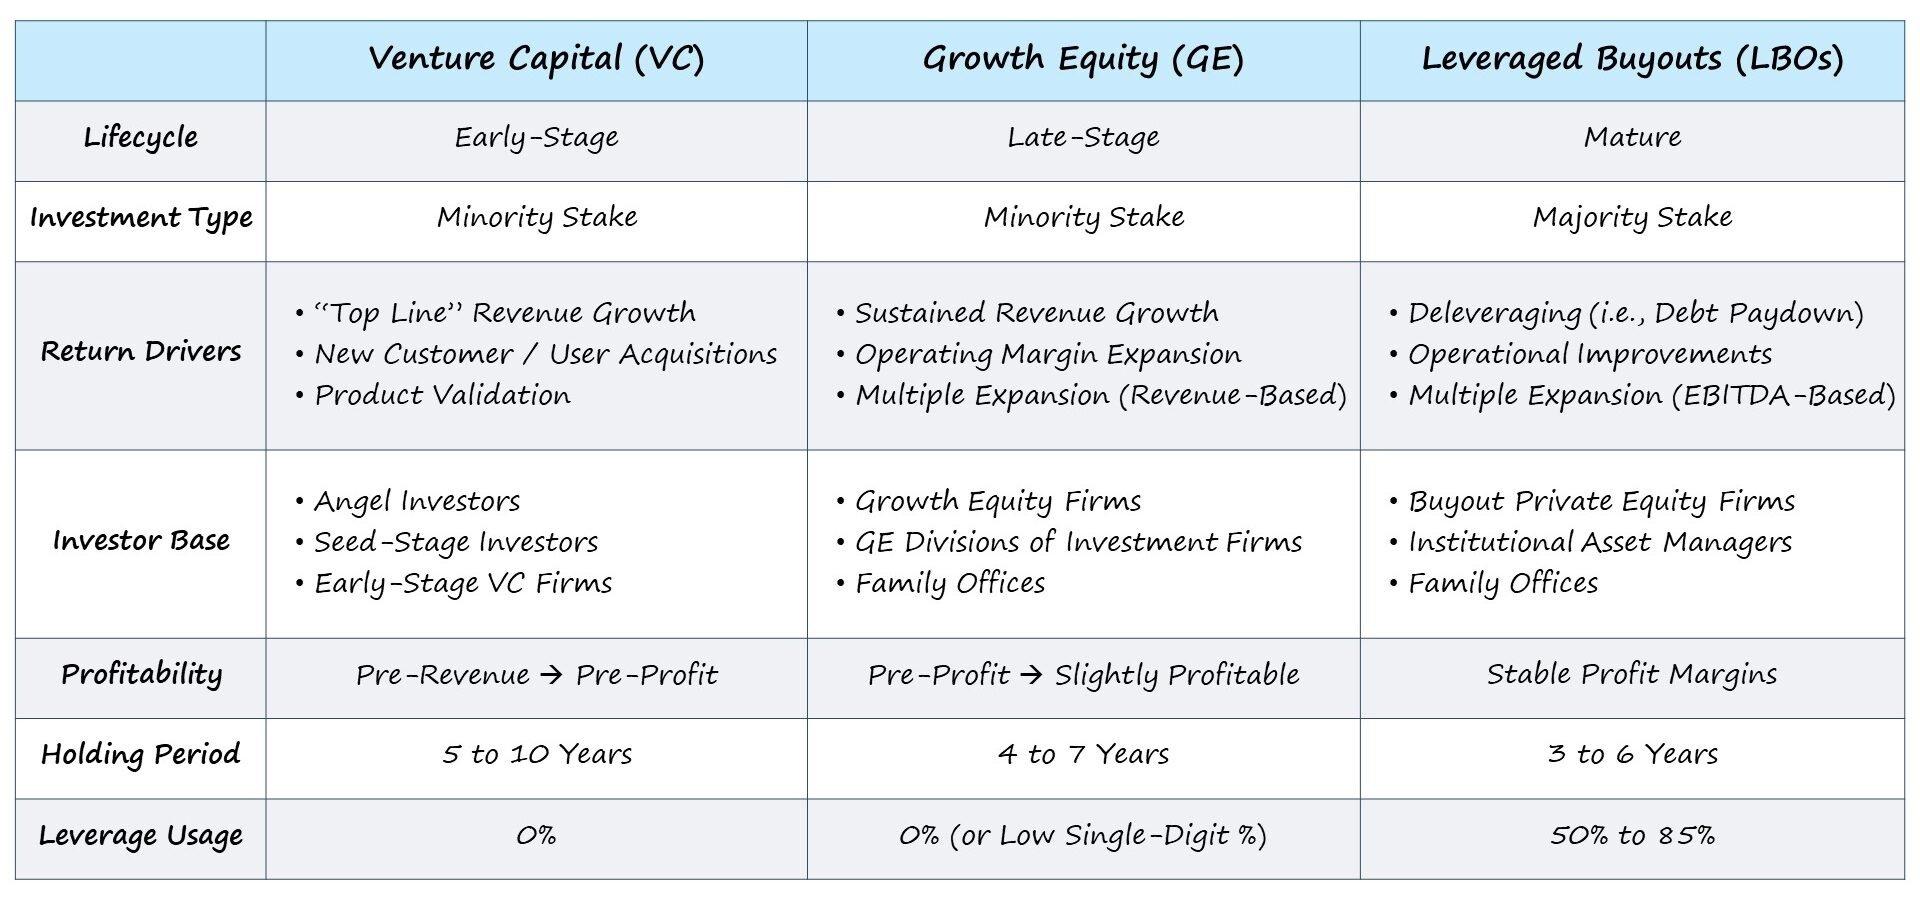 Venture Capital (VC)
Growth Equity (GE)
Leveraged Buyouts (LBOs)
Lifecycle
Early-Stage
Late-Stage
Mature
Investment Type
Minority Stake
Minority Stake
Majority Stake
Return Drivers
• “Top Line” Revenue Growth
• New Customer / User Acquisitions
• Product Validation
• Sustained Revenue Growth
• Operating Margin Expansion
• Multiple Expansion (Revenue-Based)
• Deleveraging (i.e., Debt Paydown)
• Operational Improvements
• Multiple Expansion (EBITDA-Based)
Investor Base
• Angel Investors
• Seed-Stage Investors
• Early-Stage VC Firms
• Growth Equity Firms
• GE Divisions of Investment Firms
• Family Offices
• Buyout Private Equity Firms
• Institutional Asset Managers
• Family Offices
Profitability
Pre-Revenue → Pre-Profit
Pre-Profit → Slightly Profitable
Stable Profit Margins
Holding Period
5 to 10 Years
4 to 7 Years
3 to 6 Years
Leverage Usage
0%
0% (or Low Single-Digit %)
50% to 85%